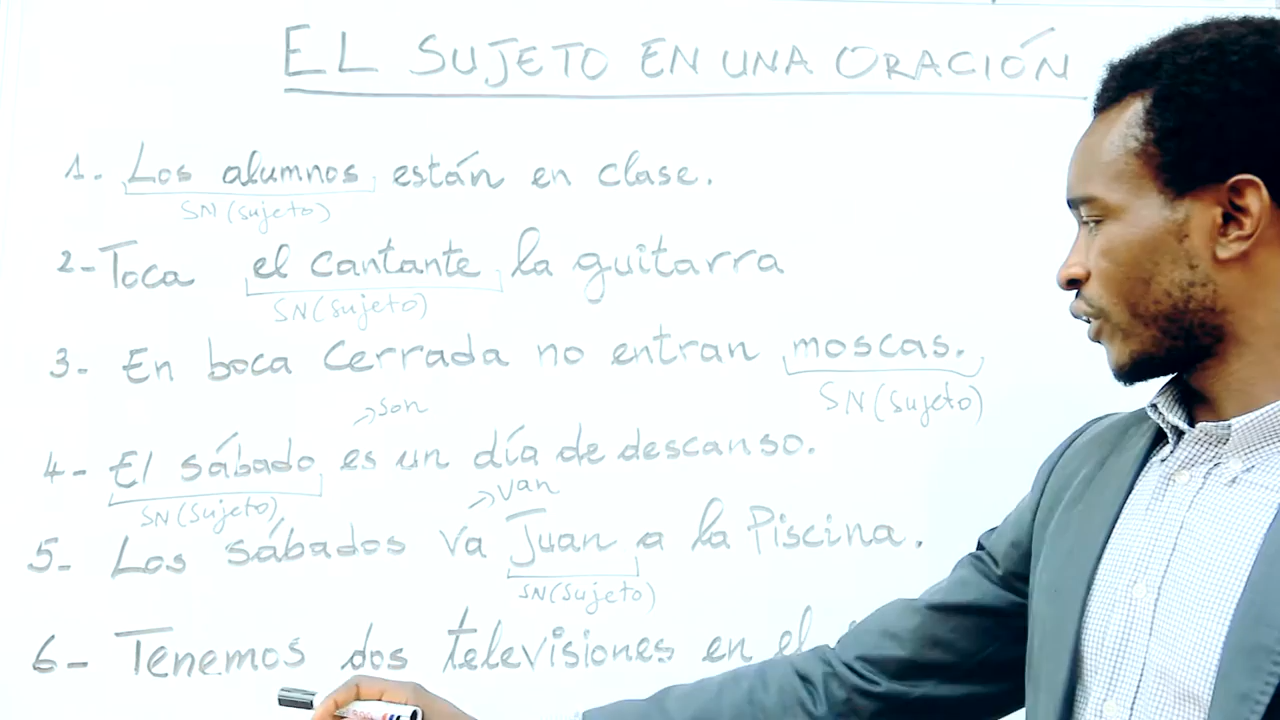 EL SUJETO EN UNA ORACIÓN
1. Los alumnos están en clase.
SN (sujeto)
2- Toca el cantante la guitarra
SN (sujeto)
3- En boca cerrada no entran moscas.
SN (sujeto)
son
4- El sábado es un día de descanso.
SN (sujeto)
van
5- Los sábados va Juan a la Piscina.
SN (sujeto)
6- Tenemos dos televisiones en el